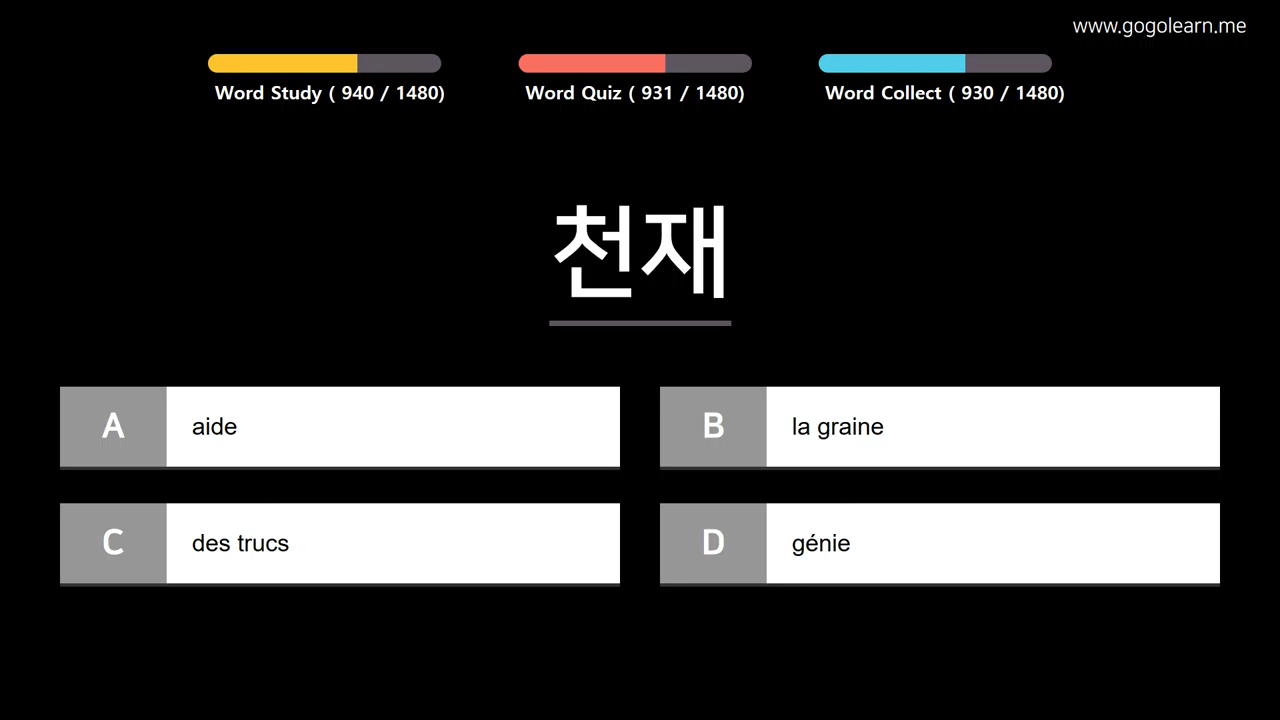 www.gogolearn.me
Word Study ( 940 / 1480)
Word Quiz ( 931 / 1480)
Word Collect ( 930 / 1480)
천재
A aide
B la graine
C des trucs
D génie